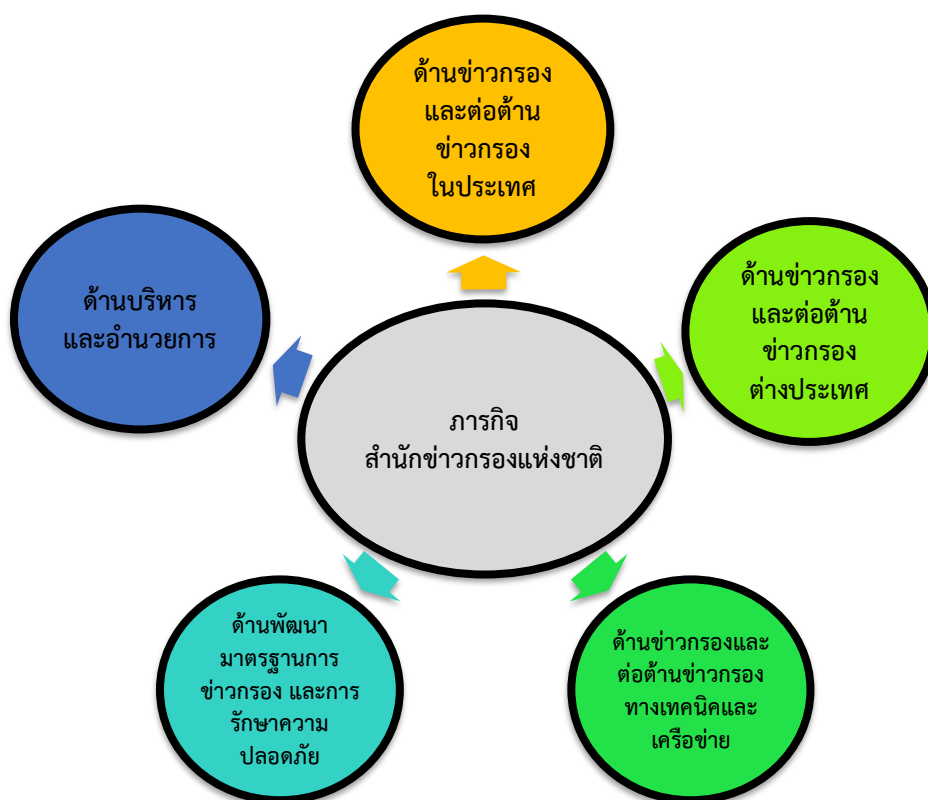 ด้านข่าวกรอง
และต่อต้าน
ข่าวกรอง
ในประเทศ
ด้านข่าวกรอง
และต่อต้าน
ข่าวกรอง
ต่างประเทศ
ด้านบริหาร
และอำนวยการ
ภารกิจ
สำนักข่าวกรองแห่งชาติ
ด้านพัฒนา
มาตรฐานการ
ข่าวกรอง และการ
รักษาความ
ปลอดภัย
ด้านข่าวกรองและ
ต่อต้านข่าวกรอง
ทางเทคนิคและ
เครือข่าย